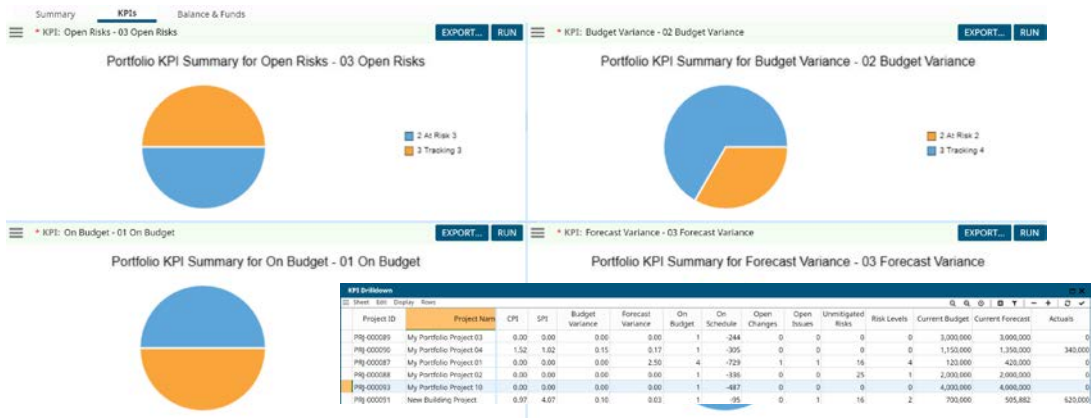 Summary KPIs Balance & Funds
* KPI: Open Risks - 03 Open Risks EXPORT... RUN
Portfolio KPI Summary for Open Risks - 03 Open Risks
2 At Risk 3
3 Tracking 3
* KPI: Budget Variance - 02 Budget Variance EXPORT... RUN
Portfolio KPI Summary for Budget Variance - 02 Budget Variance
2 At Risk 2
3 Tracking 4
* KPI: On Budget - 01 On Budget EXPORT... RUN
Portfolio KPI Summary for On Budget - 01 On Budget
* KPI: Forecast Variance - 03 Forecast Variance EXPORT... RUN
Portfolio KPI Summary for Forecast Variance - 03 Forecast Variance
KPI Drilldown
Sheet Edit Display Rows
Project ID Project Nam CPI SPI Budget Variance Forecast Variance On Budget On Schedule Open Changes Open Issues Unmitigated Risks Risk Levels Current Budget Current Forecast Actuals
PRJ-000089 My Portfolio Project 03 0.00 0.00 0.00 0.00 1 -244 0 0 0 0 3,000,000 3,000,000 0
PRJ-000090 My Portfolio Project 04 1.52 1.02 0.15 0.17 1 -305 0 0 0 0 1,150,000 1,350,000 340,000
PRJ-000087 My Portfolio Project 01 0.00 0.00 0.00 2.50 4 -729 1 1 16 4 120,000 420,000 0
PRJ-000088 My Portfolio Project 02 0.00 0.00 0.00 0.00 1 -336 0 0 25 1 2,000,000 2,000,000 0
PRJ-000093 My Portfolio Project 10 0.00 0.00 0.00 0.00 1 -487 0 0 0 0 4,000,000 4,000,000 0
PRJ-000091 New Building Project 0.97 4.07 0.10 0.03 1 -95 0 1 16 2 700,000 505,882 620,000